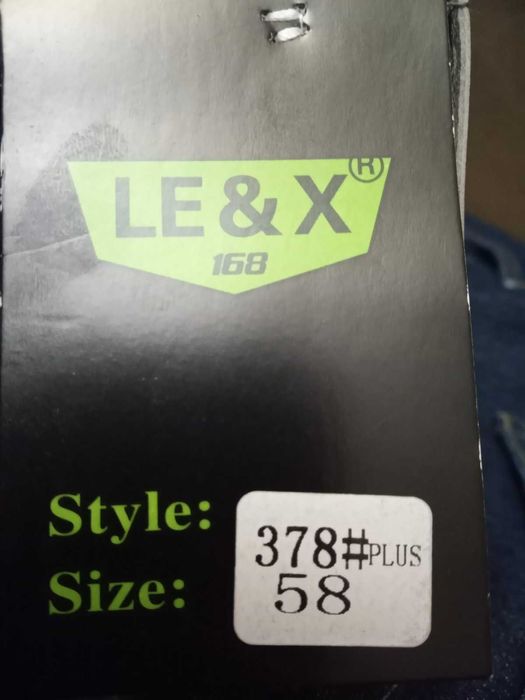 LE & X®
168
Style: 378#PLUS
Size: 58